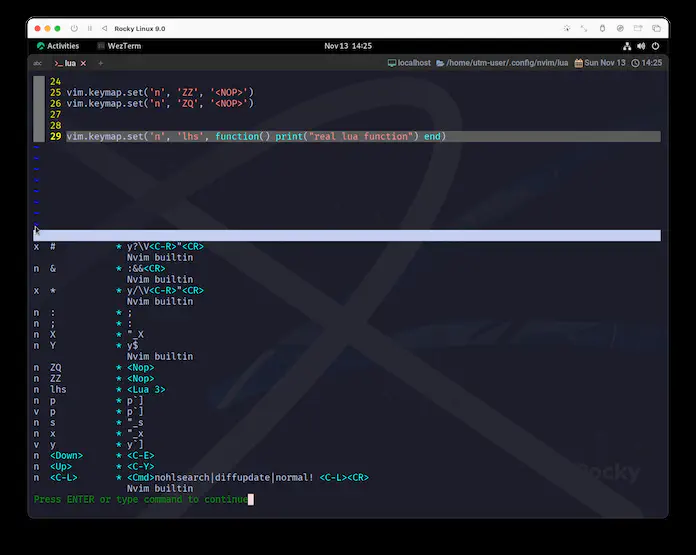 Rocky Linux 9.0
Activities WezTerm Nov 13 14:25
abc >_ lua × + localhost /home/utm-user/.config/nvim/lua Sun Nov 13 14:25
24
25 vim.keymap.set('n', 'ZZ', '<NOP>')
26 vim.keymap.set('n', 'ZQ', '<NOP>')
27
28
29 vim.keymap.set('n', 'lhs', function() print("real lua function") end)
~
~
~
~
~
~
~
~
x # * y?\V<C-R>"<CR>
Nvim builtin
n & * :&&<CR>
Nvim builtin
x * * y/\V<C-R>"<CR>
Nvim builtin
n : * ;
n ; * :
n X * "_X
n Y * y$
Nvim builtin
n ZQ * <Nop>
n ZZ * <Nop>
n lhs * <Lua 3>
n p * p`]
v p * p`]
n s * "_s
n x * "_x
v y * y`]
n <Down> * <C-E>
n <Up> * <C-Y>
n <C-L> * <Cmd>nohlsearch|diffupdate|normal! <C-L><CR>
Nvim builtin
Press ENTER or type command to continue
Rocky